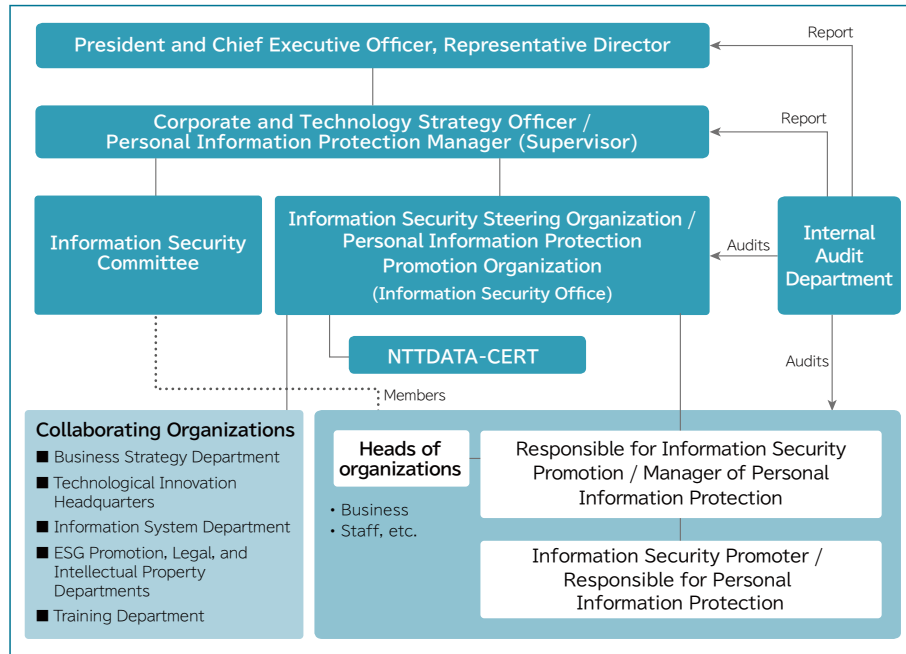 President and Chief Executive Officer, Representative Director
Report
Corporate and Technology Strategy Officer /
Personal Information Protection Manager (Supervisor)
Report
Information Security
Committee
Information Security Steering Organization /
Personal Information Protection
Promotion Organization
(Information Security Office)
Audits
Internal
Audit
Department
NTTDATA-CERT
Audits
Members
Collaborating Organizations
■ Business Strategy Department
■ Technological Innovation
Headquarters
■ Information System Department
■ ESG Promotion, Legal, and
Intellectual Property
Departments
■ Training Department
Heads of
organizations
・Business
・Staff, etc.
Responsible for Information Security
Promotion / Manager of Personal
Information Protection
Information Security Promoter /
Responsible for Personal
Information Protection